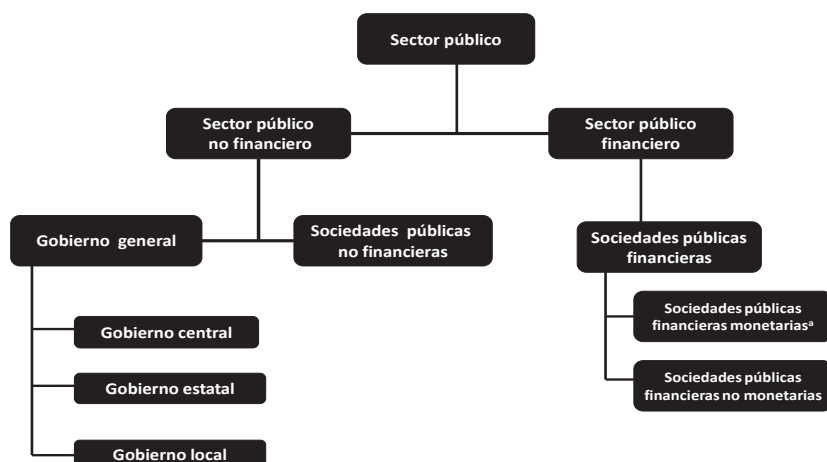 Sector público
Sector público
no financiero
Sector público
financiero
Gobierno general
Sociedades públicas
no financieras
Sociedades públicas
financieras
Gobierno central
Gobierno estatal
Gobierno local
Sociedades públicas
financieras monetariasª
Sociedades públicas
financieras no monetarias